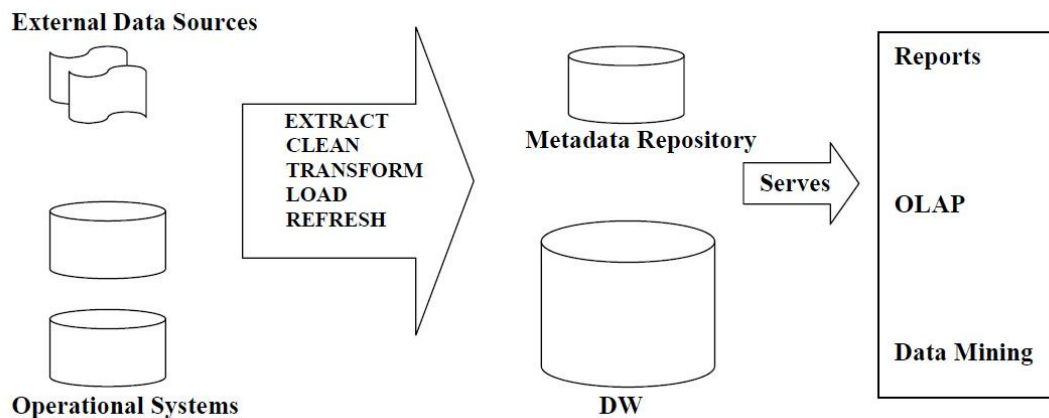 External Data Sources
EXTRACT
CLEAN
TRANSFORM
LOAD
REFRESH
Operational Systems
Metadata Repository
DW
Serves
Reports
OLAP
Data Mining